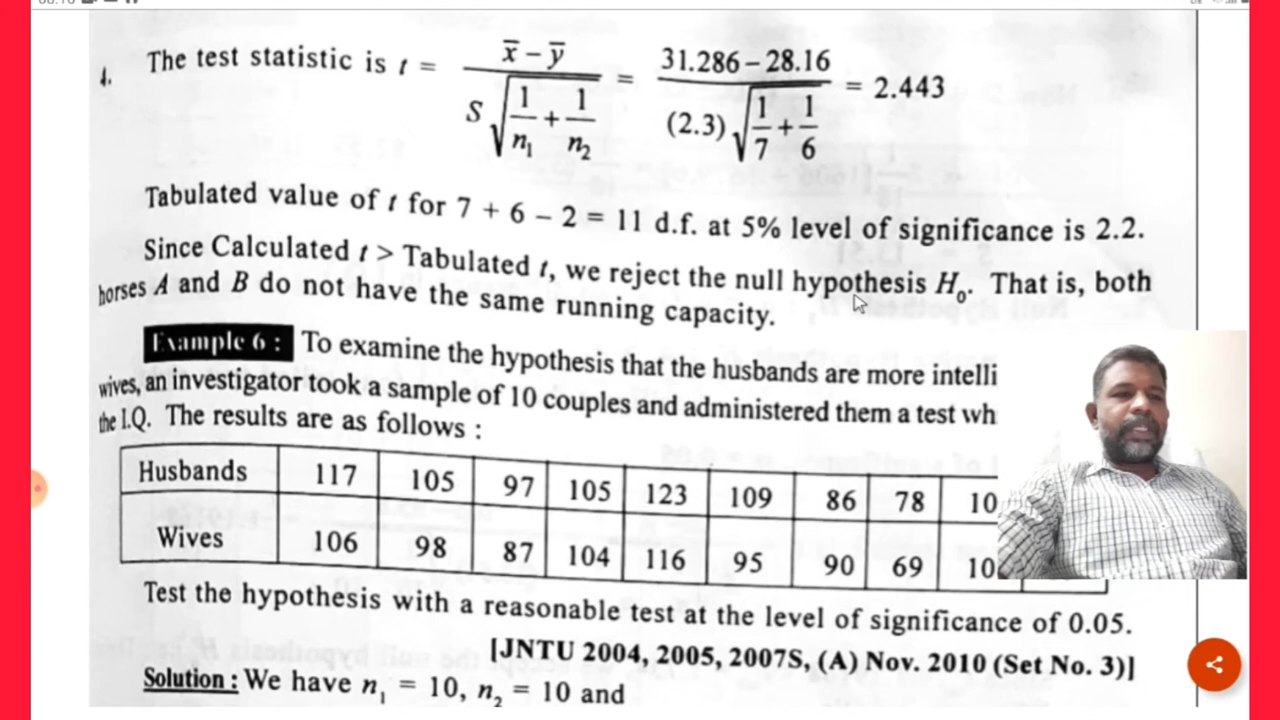 4. The test statistic is t = x̄ – ȳ / S √(1/n₁ + 1/n₂) = 31.286 – 28.16 / (2.3) √(1/7 + 1/6) = 2.443
Tabulated value of t for 7 + 6 – 2 = 11 d.f. at 5% level of significance is 2.2.
Since Calculated t > Tabulated t, we reject the null hypothesis H₀. That is, both
horses A and B do not have the same running capacity.
Example 6 : To examine the hypothesis that the husbands are more intelli
wives, an investigator took a sample of 10 couples and administered them a test wh
the I.Q. The results are as follows :
Husbands 117 105 97 105 123 109 86 78 10
Wives 106 98 87 104 116 95 90 69 10
Test the hypothesis with a reasonable test at the level of significance of 0.05.
[JNTU 2004, 2005, 2007S, (A) Nov. 2010 (Set No. 3)]
Solution : We have n₁ = 10, n₂ = 10 and